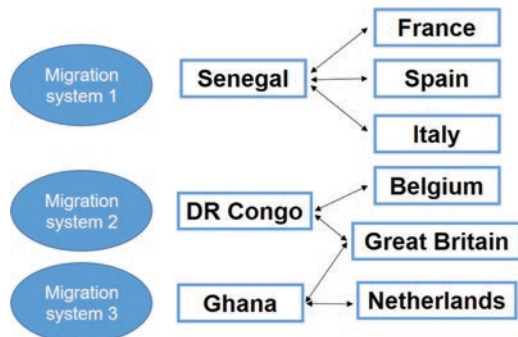 Migration
system 1
Senegal
France
Spain
Italy
Migration
system 2
DR Congo
Belgium
Great Britain
Migration
system 3
Ghana
Netherlands